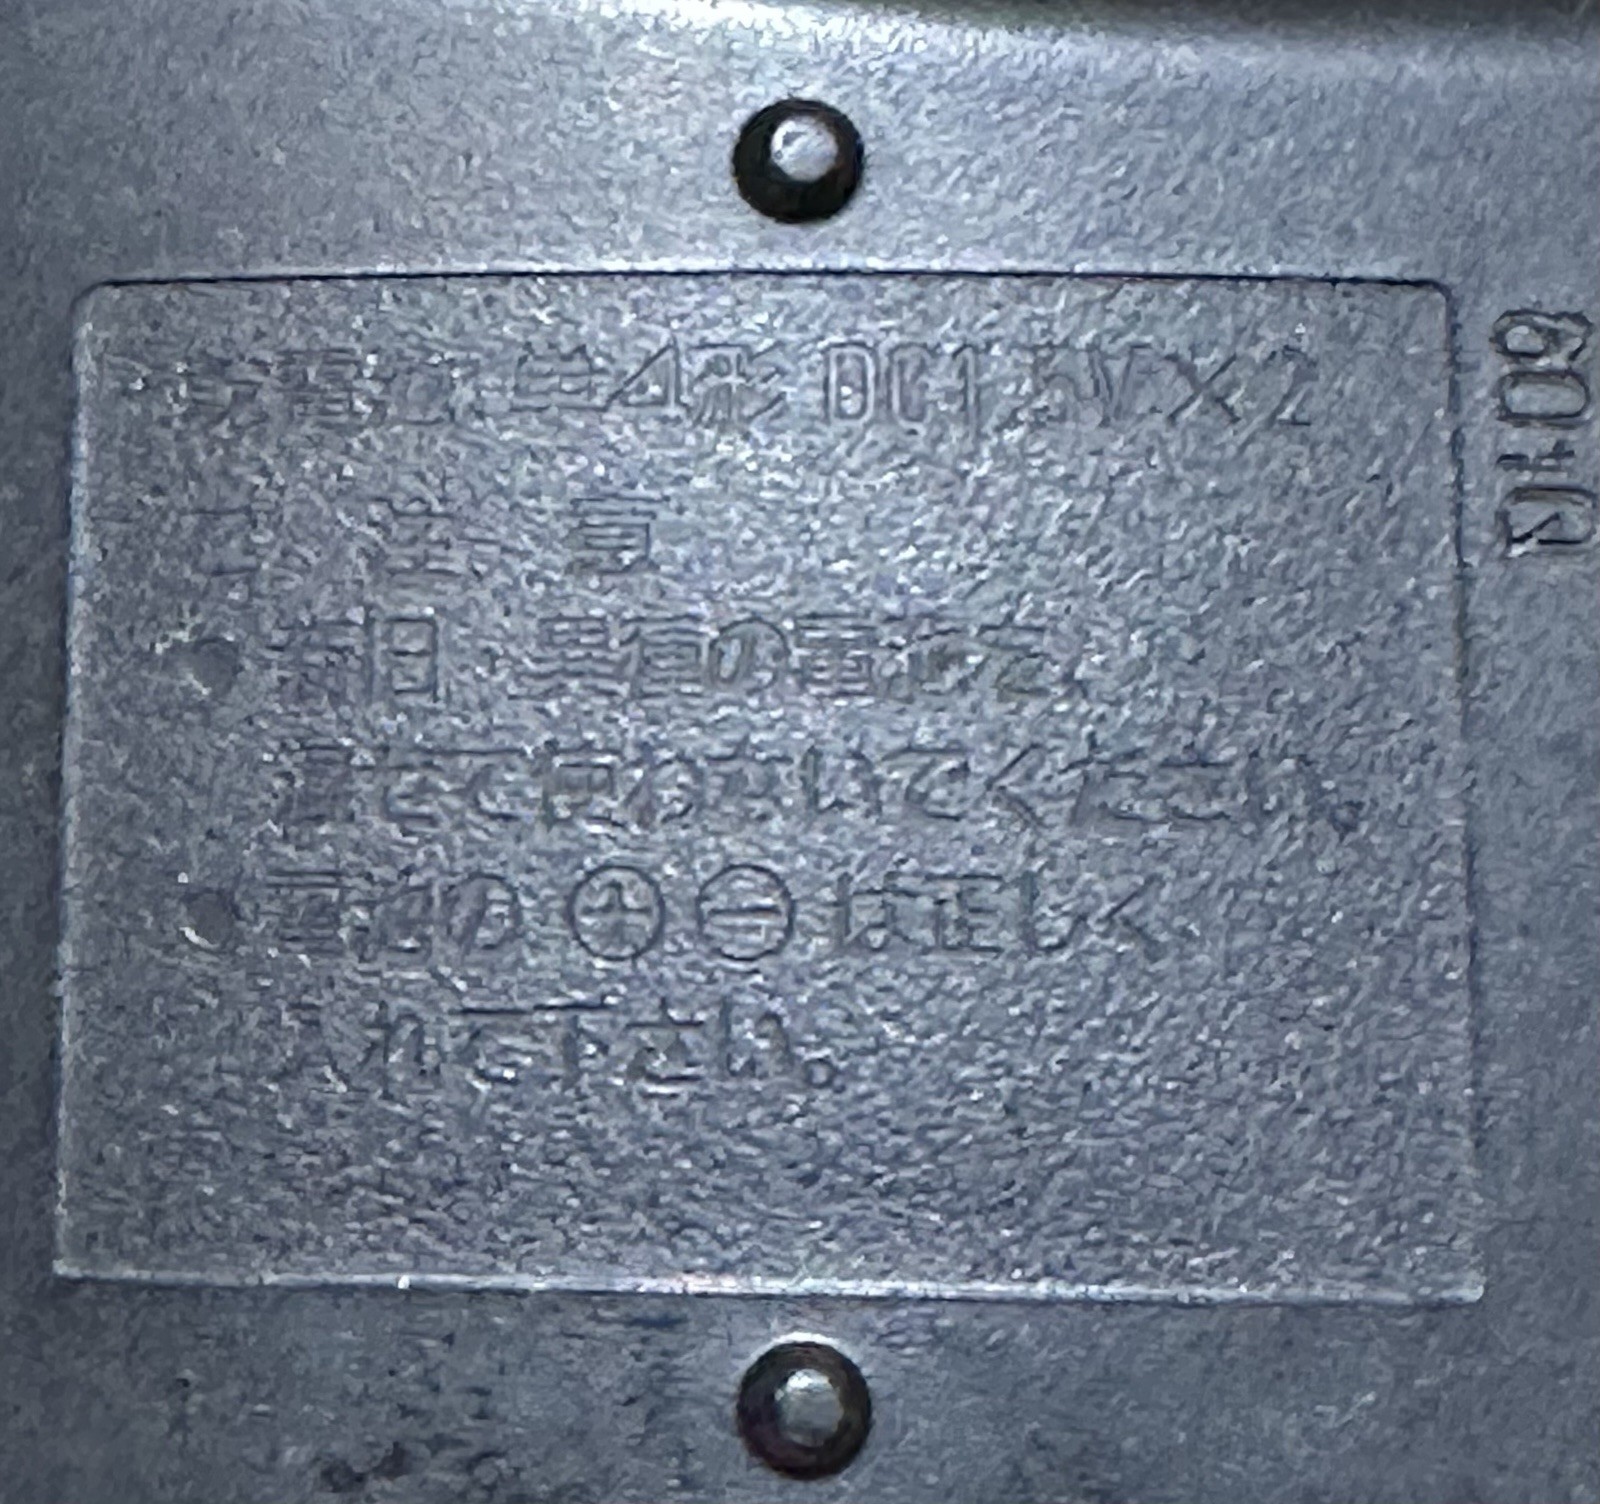 使用電池 単4形 DC1.5V×2
ご 注 意
●新旧・異種の電池を
混ぜて使わないでください。
●電池の⊕⊖は正しく
入れて下さい。